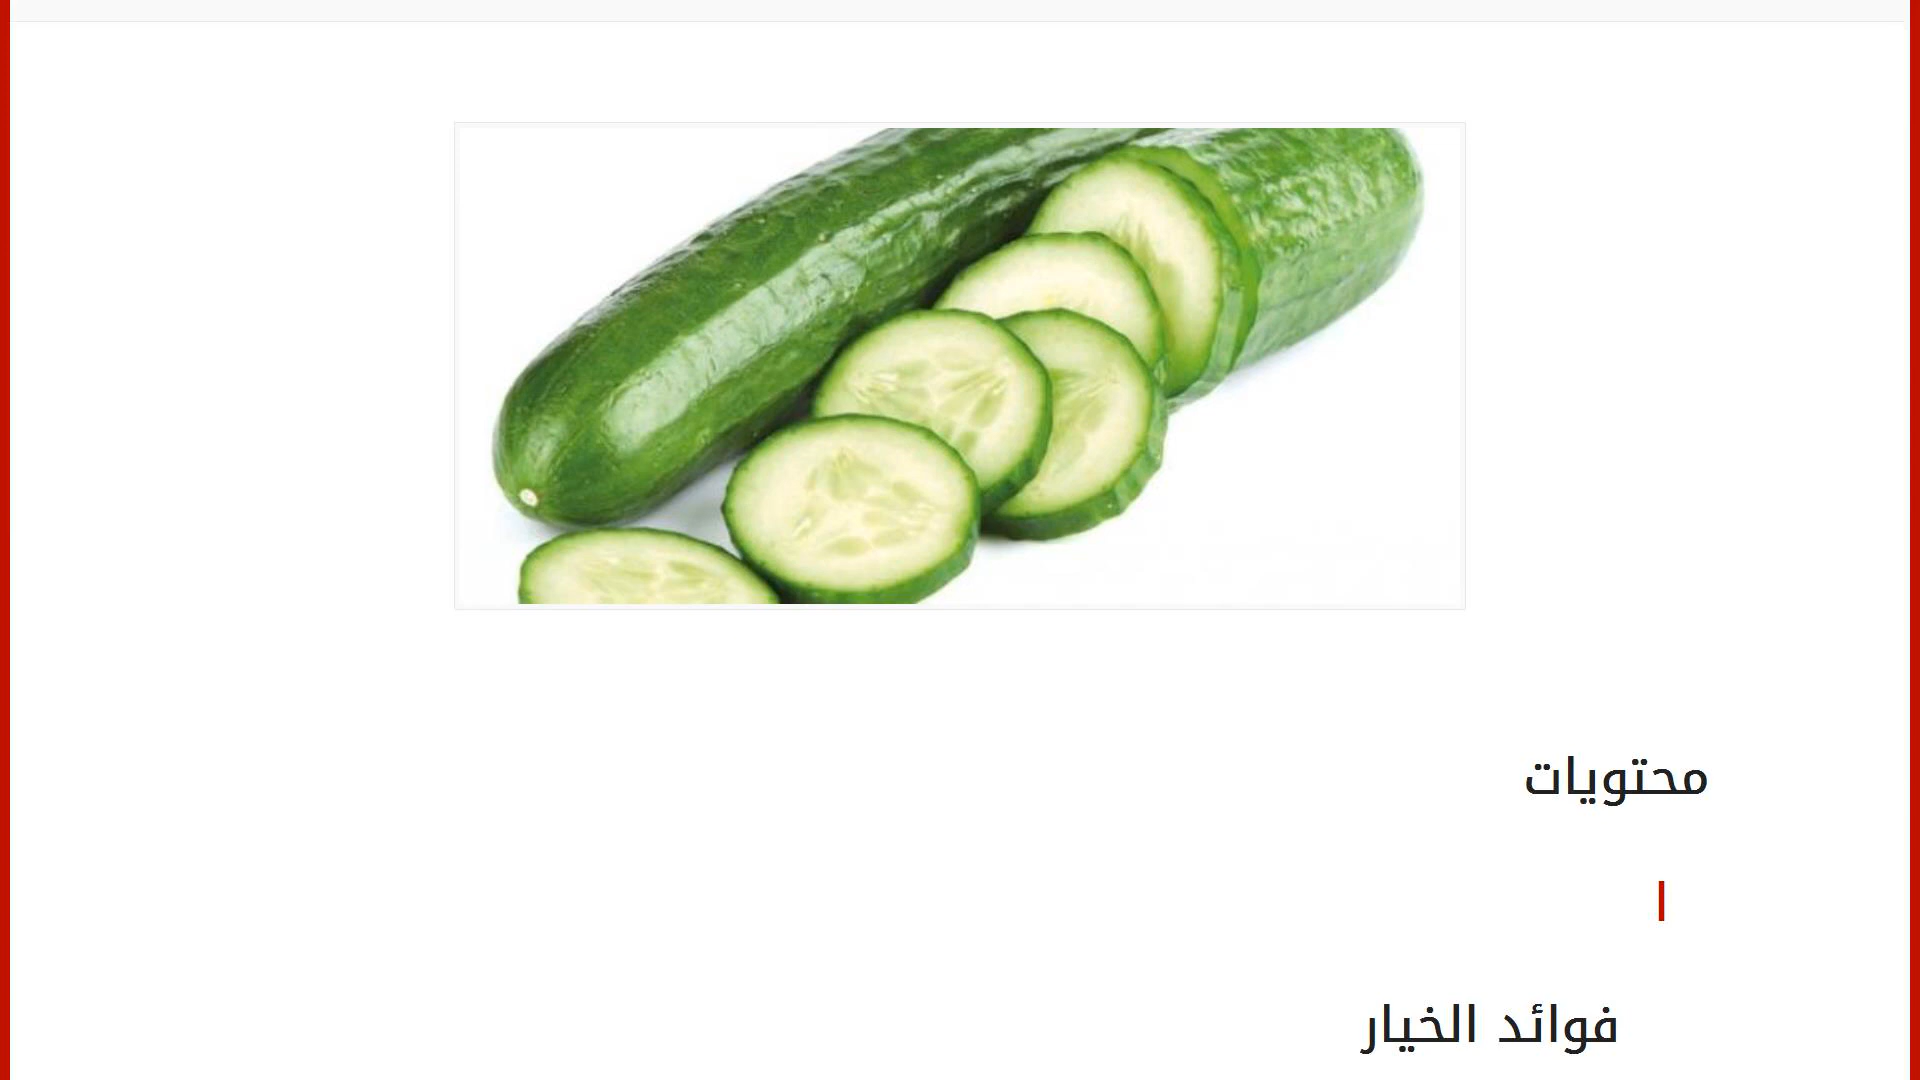 محتويات
ا
فوائد الخيار